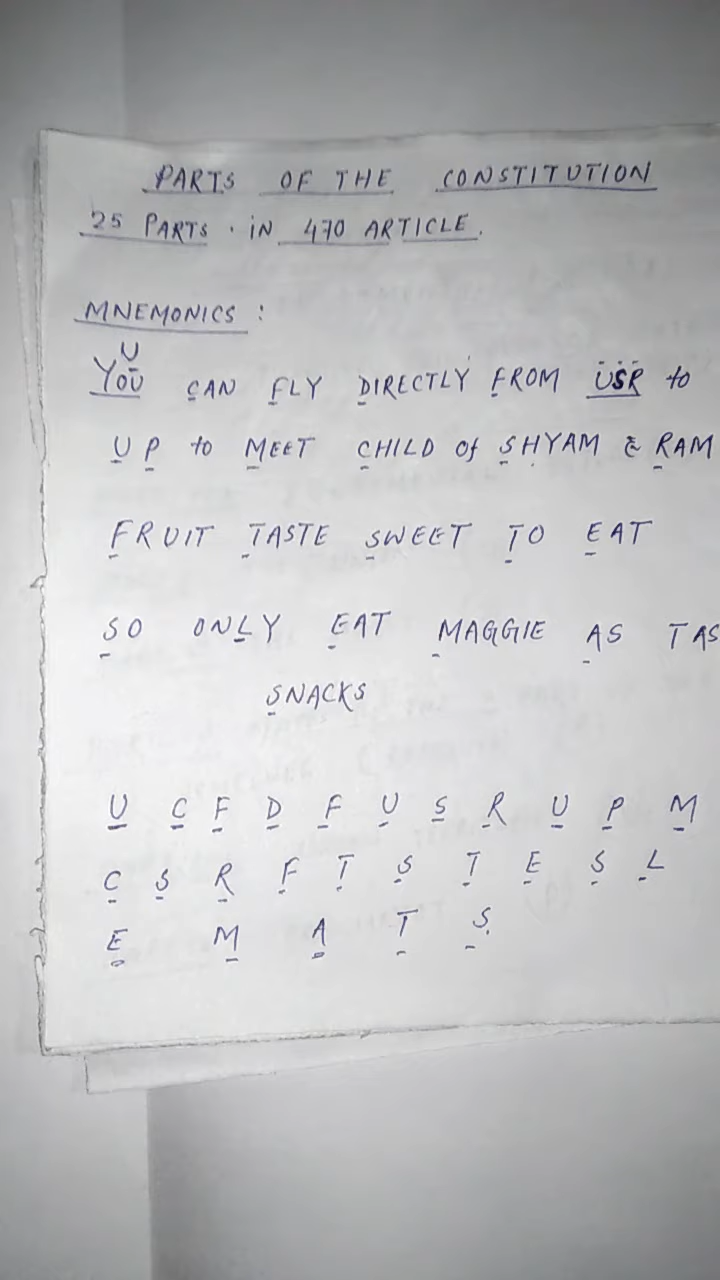 PARTS OF THE CONSTITUTION
25 PARTS . iN 470 ARTICLE.
MNEMONICS :
U
YOU CAN FLY DIRECTLY FROM USR to
UP to MEET CHILD of SHYAM & RAM
FRUIT TASTE SWEET TO EAT
SO ONLY EAT MAGGIE AS TAS
SNACKS
U C F D F U S R U P M
C S R F T S T E S L
E M A T S.